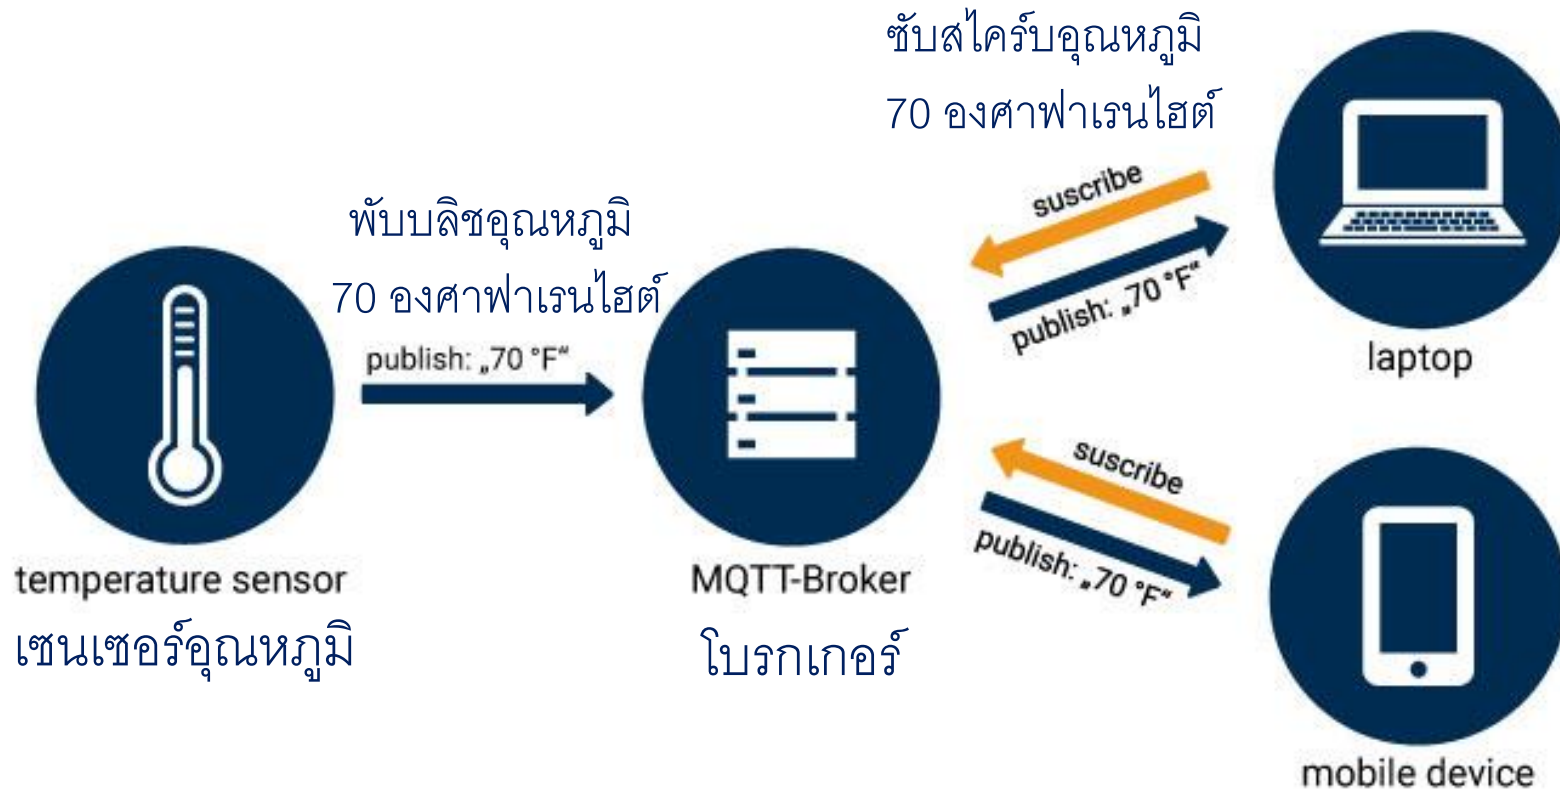 ซับสไคร์บอุณหภูมิ
70 องศาฟาเรนไฮต์
suscribe
publish: „70 °F“
laptop
พับบลิชอุณหภูมิ
70 องศาฟาเรนไฮต์
publish: „70 °F“
temperature sensor
เซนเซอร์อุณหภูมิ
MQTT-Broker
โบรกเกอร์
suscribe
publish: „70 °F“
mobile device